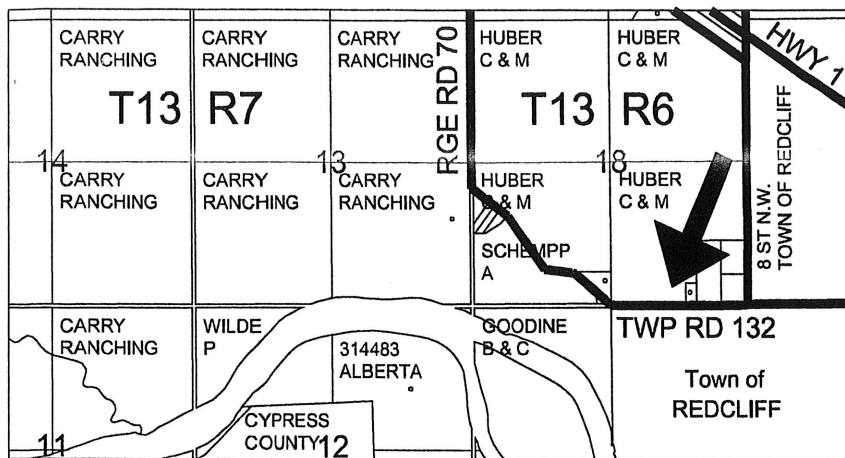 CARRY
RANCHING
CARRY
RANCHING
CARRY
RANCHING
HUBER
C & M
HUBER
C & M
HWY 1
T13 R7
RGE RD 70
T13 R6
14
13
18
CARRY
RANCHING
CARRY
RANCHING
CARRY
RANCHING
HUBER
C & M
HUBER
C & M
8 ST N.W.
TOWN OF REDCLIFF
SCHEMPP
A
CARRY
RANCHING
WILDE
P
314483
ALBERTA
GOODINE
B & C
TWP RD 132
Town of
REDCLIFF
CYPRESS
COUNTY
11
12